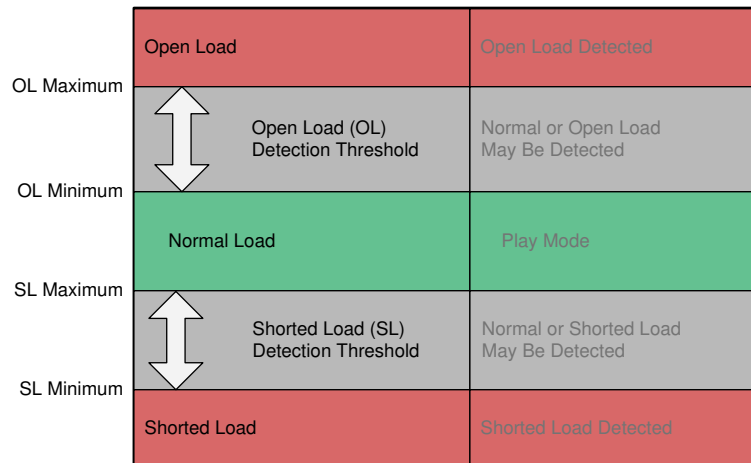 Open Load
Open Load Detected
OL Maximum
Open Load (OL)
Detection Threshold
Normal or Open Load
May Be Detected
OL Minimum
Normal Load
Play Mode
SL Maximum
Shorted Load (SL)
Detection Threshold
Normal or Shorted Load
May Be Detected
SL Minimum
Shorted Load
Shorted Load Detected